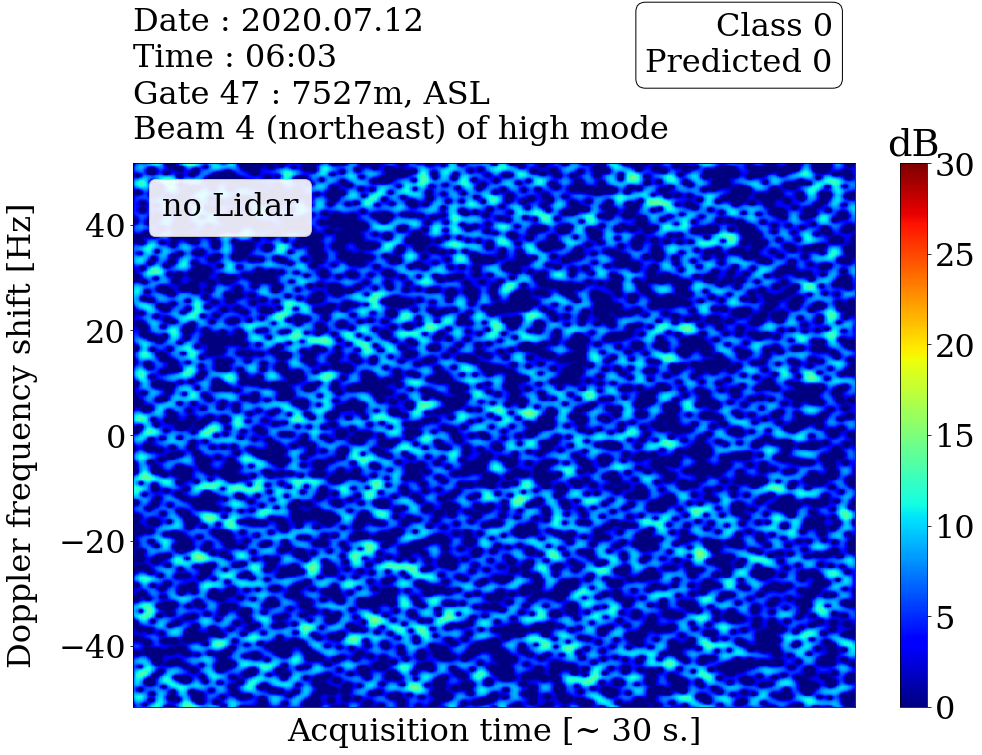 Date : 2020.07.12
Time : 06:03
Gate 47 : 7527m, ASL
Beam 4 (northeast) of high mode
Class 0
Predicted 0
dB
no Lidar
Doppler frequency shift [Hz]
40
20
0
−20
−40
Acquisition time [~ 30 s.]
30
25
20
15
10
5
0